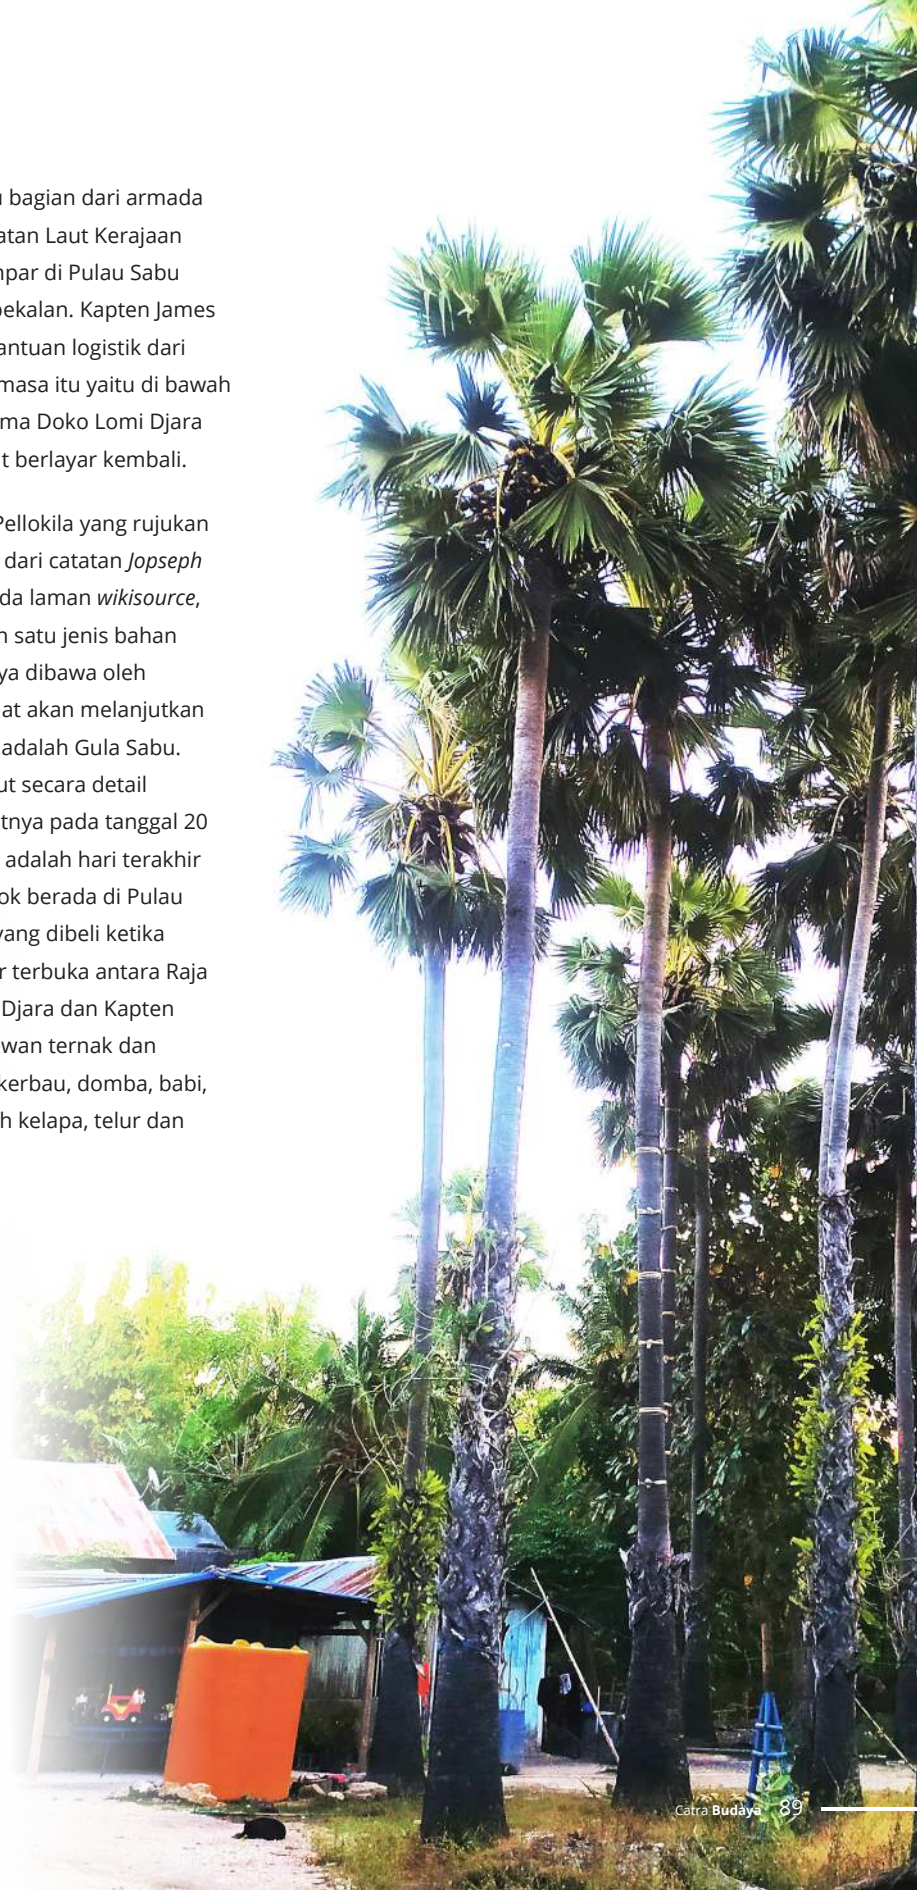 bagian dari armada
atan Laut Kerajaan
npar di Pulau Sabu
bekalan. Kapten James
antuan logistik dari
masa itu yaitu di bawah
ma Doko Lomi Djara
t berlayar kembali.
Pellokila yang rujukan
dari catatan Jopseph
da laman wikisource,
n satu jenis bahan
ya dibawa oleh
at akan melanjutkan
adalah Gula Sabu.
ut secara detail
tnya pada tanggal 20
adalah hari terakhir
ok berada di Pulau
yang dibeli ketika
r terbuka antara Raja
Djara dan Kapten
wan ternak dan
kerbau, domba, babi,
h kelapa, telur dan
Catra Budaya 89